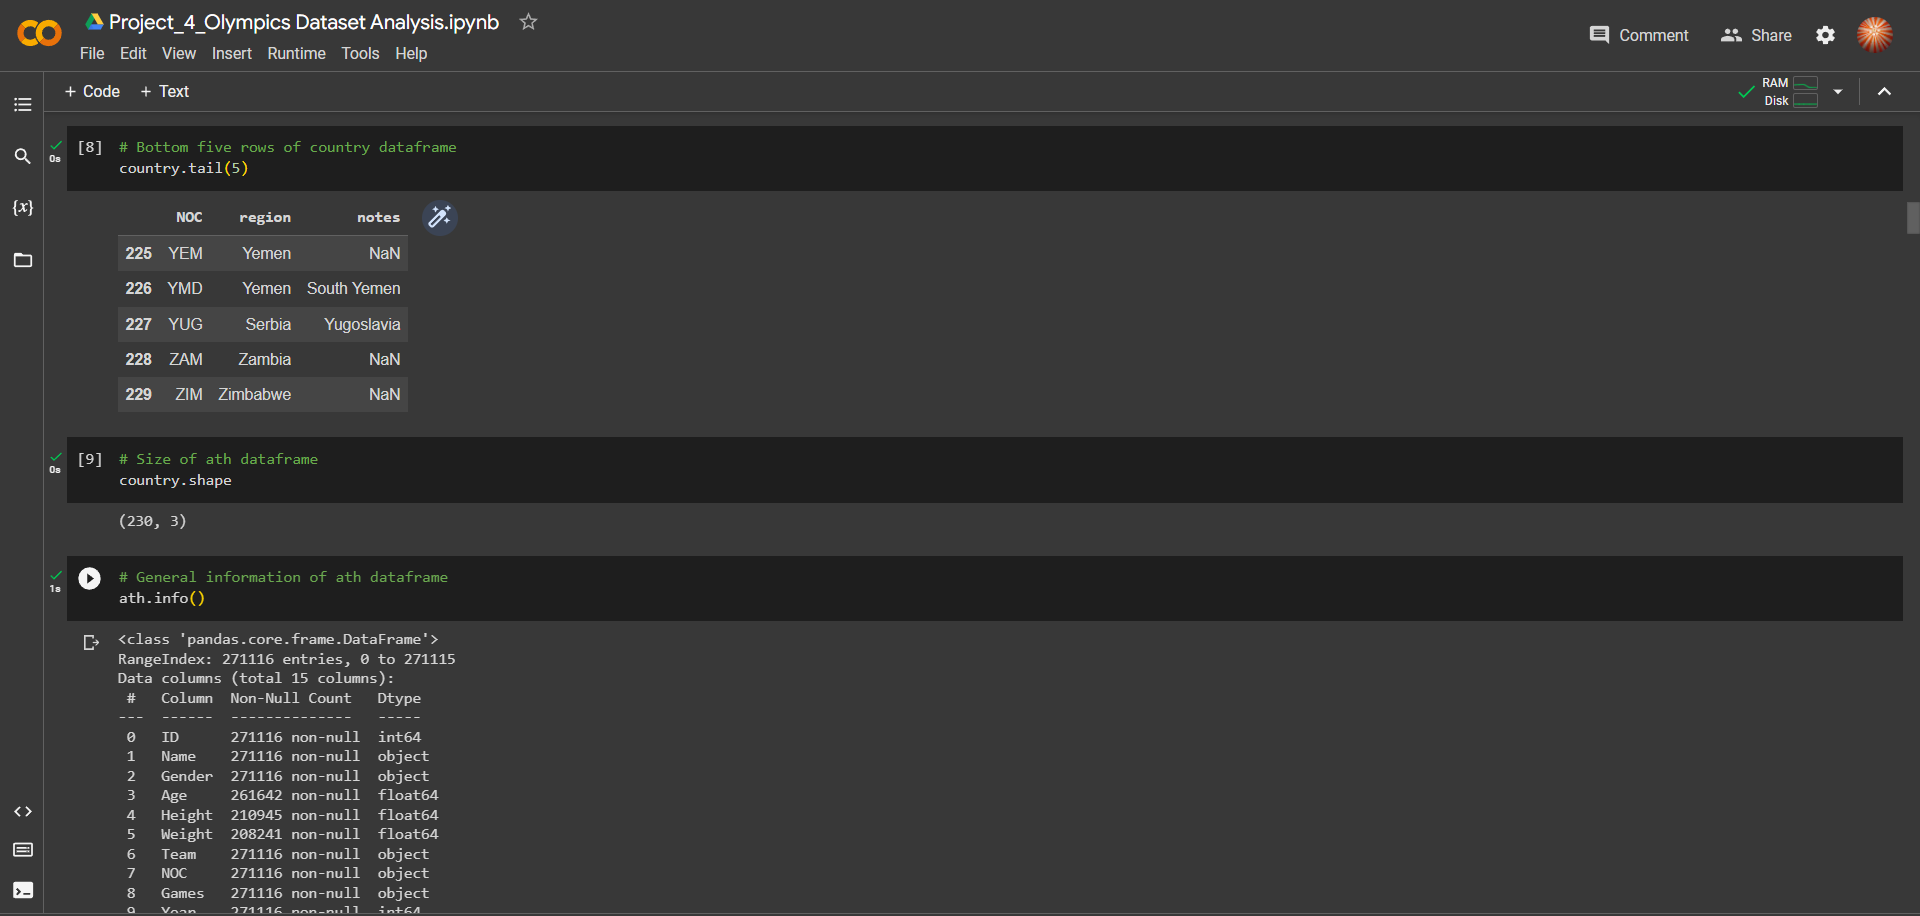 Project_4_Olympics Dataset Analysis.ipynb
File Edit View Insert Runtime Tools Help
Comment Share
+ Code + Text
RAM
Disk
{x}
0s
[8] # Bottom five rows of country dataframe
country.tail(5)
NOC region notes
225 YEM Yemen NaN
226 YMD Yemen South Yemen
227 YUG Serbia Yugoslavia
228 ZAM Zambia NaN
229 ZIM Zimbabwe NaN
0s
[9] # Size of ath dataframe
country.shape
(230, 3)
1s
# General information of ath dataframe
ath.info()
<class 'pandas.core.frame.DataFrame'>
RangeIndex: 271116 entries, 0 to 271115
Data columns (total 15 columns):
# Column Non-Null Count Dtype
--- ------ -------------- -----
0 ID 271116 non-null int64
1 Name 271116 non-null object
2 Gender 271116 non-null object
3 Age 261642 non-null float64
4 Height 210945 non-null float64
5 Weight 208241 non-null float64
6 Team 271116 non-null object
7 NOC 271116 non-null object
8 Games 271116 non-null object
9 Year 271116 non-null int64